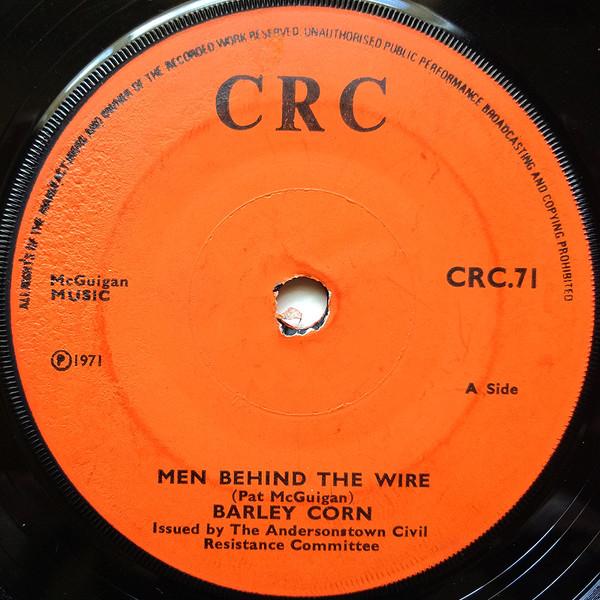 ALL RIGHTS OF THE MANUFACTURER AND OWNER OF THE RECORDED WORK RESERVED. UNAUTHORISED PUBLIC PERFORMANCE BROADCASTING AND COPYING PROHIBITED
CRC
McGuigan
MUSIC
CRC.71
Ⓟ1971
A Side
MEN BEHIND THE WIRE
(Pat McGuigan)
BARLEY CORN
Issued by The Andersonstown Civil
Resistance Committee